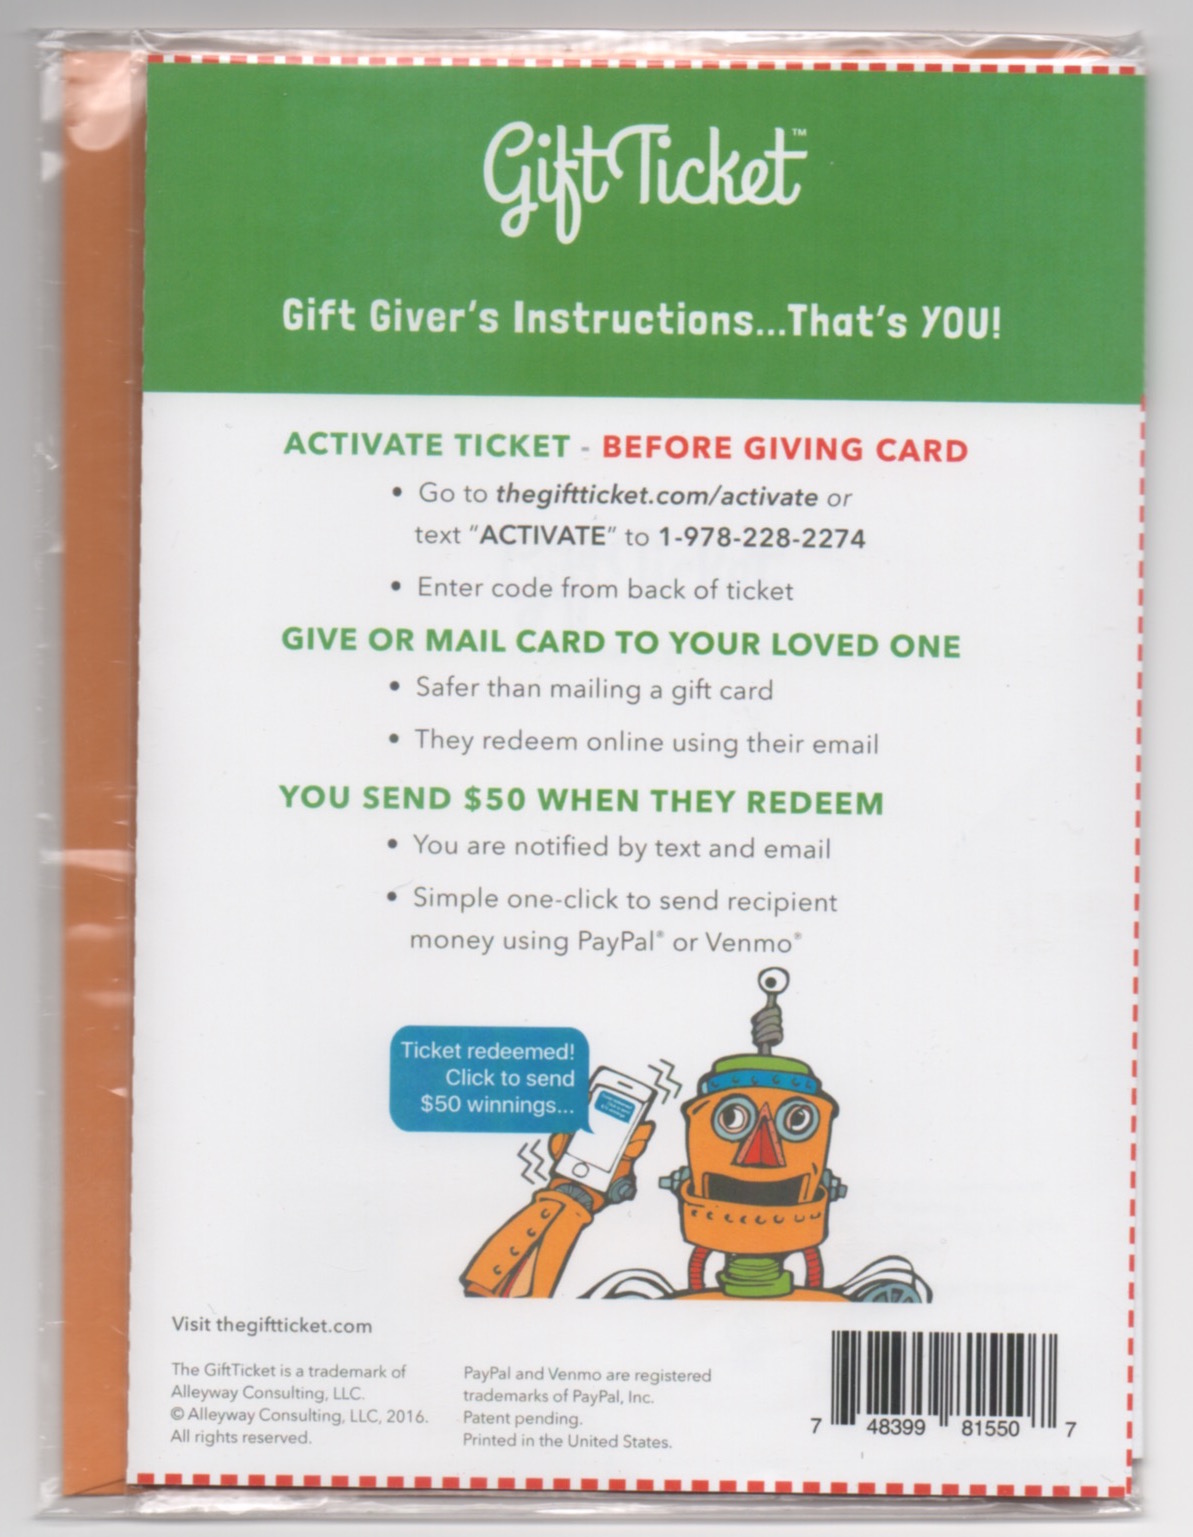 GiftTicket™
Gift Giver's Instructions...That's YOU!
ACTIVATE TICKET - BEFORE GIVING CARD
• Go to thegiftticket.com/activate or
text "ACTIVATE" to 1-978-228-2274
• Enter code from back of ticket
GIVE OR MAIL CARD TO YOUR LOVED ONE
• Safer than mailing a gift card
• They redeem online using their email
YOU SEND $50 WHEN THEY REDEEM
• You are notified by text and email
• Simple one-click to send recipient
money using PayPal® or Venmo®
Ticket redeemed!
Click to send
$50 winnings...
Visit thegiftticket.com
The GiftTicket is a trademark of
Alleyway Consulting, LLC.
© Alleyway Consulting, LLC, 2016.
All rights reserved.
PayPal and Venmo are registered
trademarks of PayPal, Inc.
Patent pending.
Printed in the United States.
7 48399 81550 7